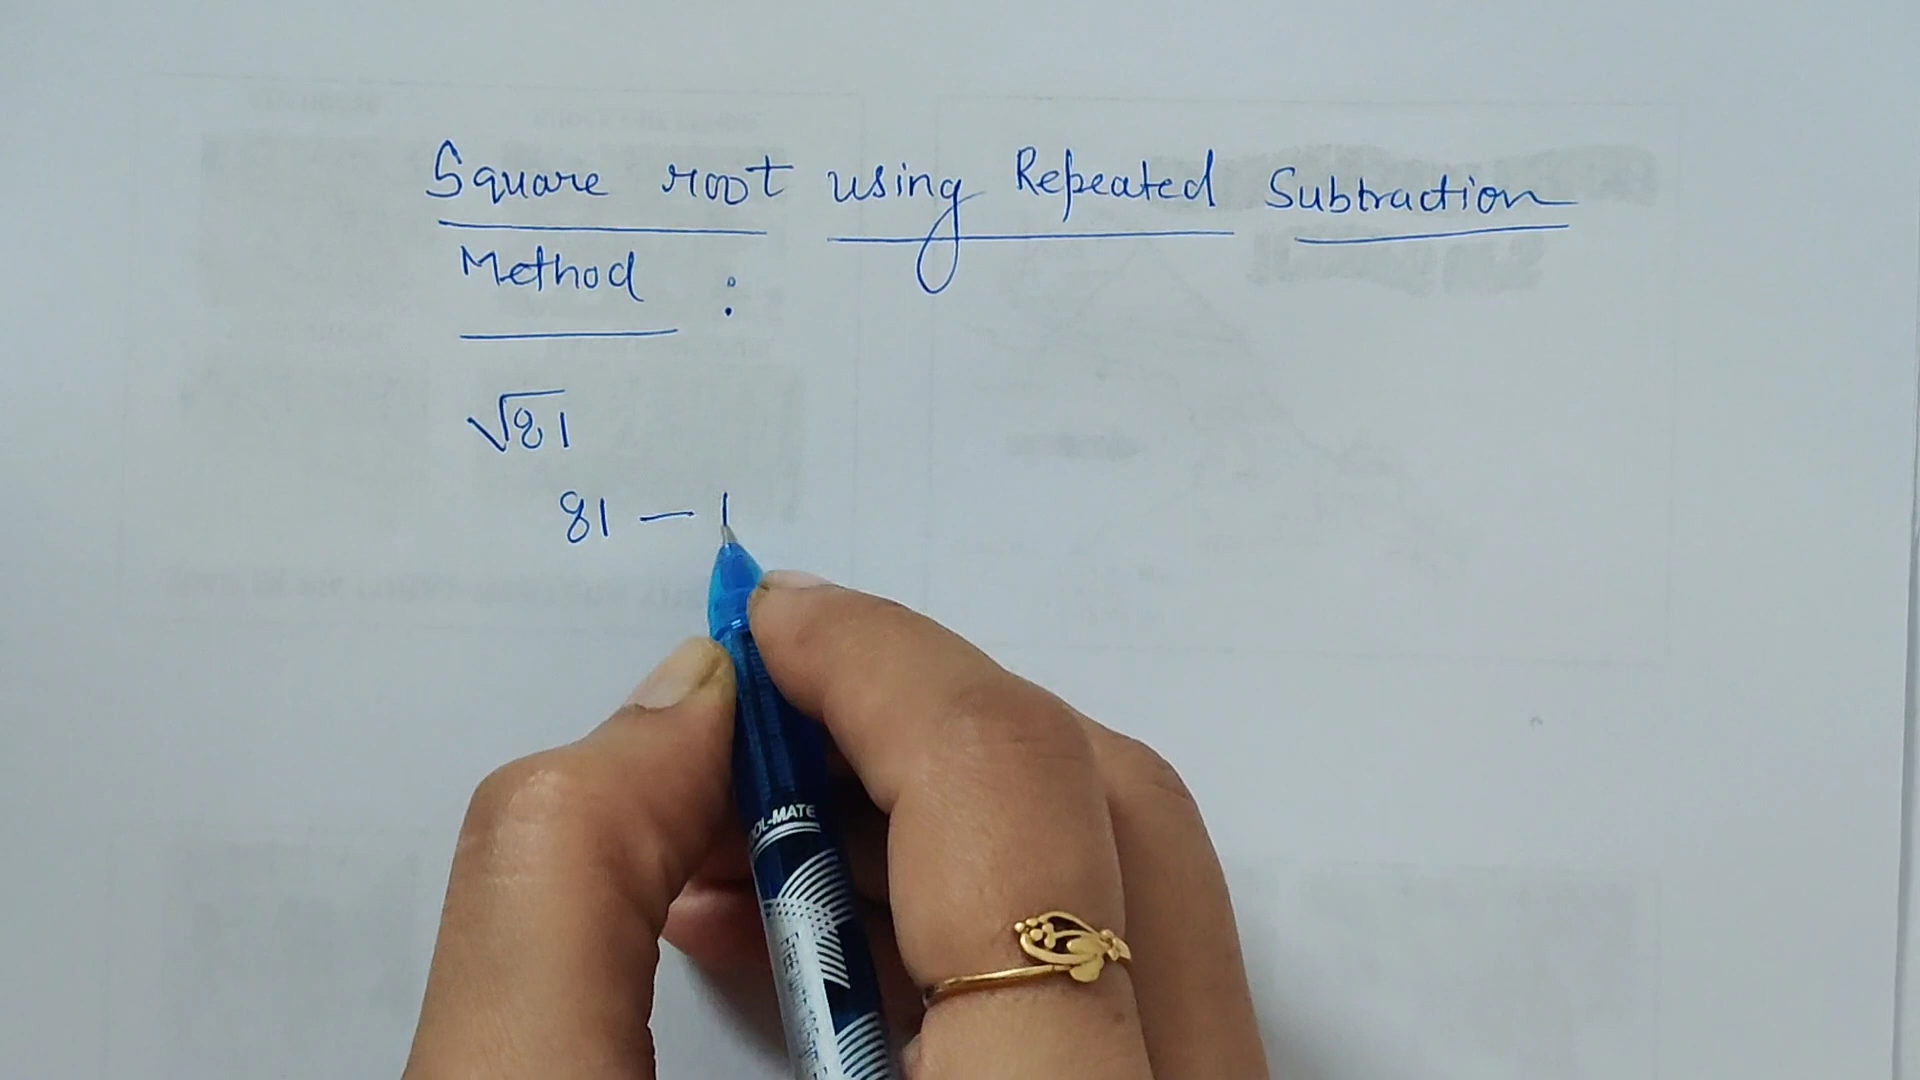 Square root using Repeated Subtraction
Method :
√81
81 — 1